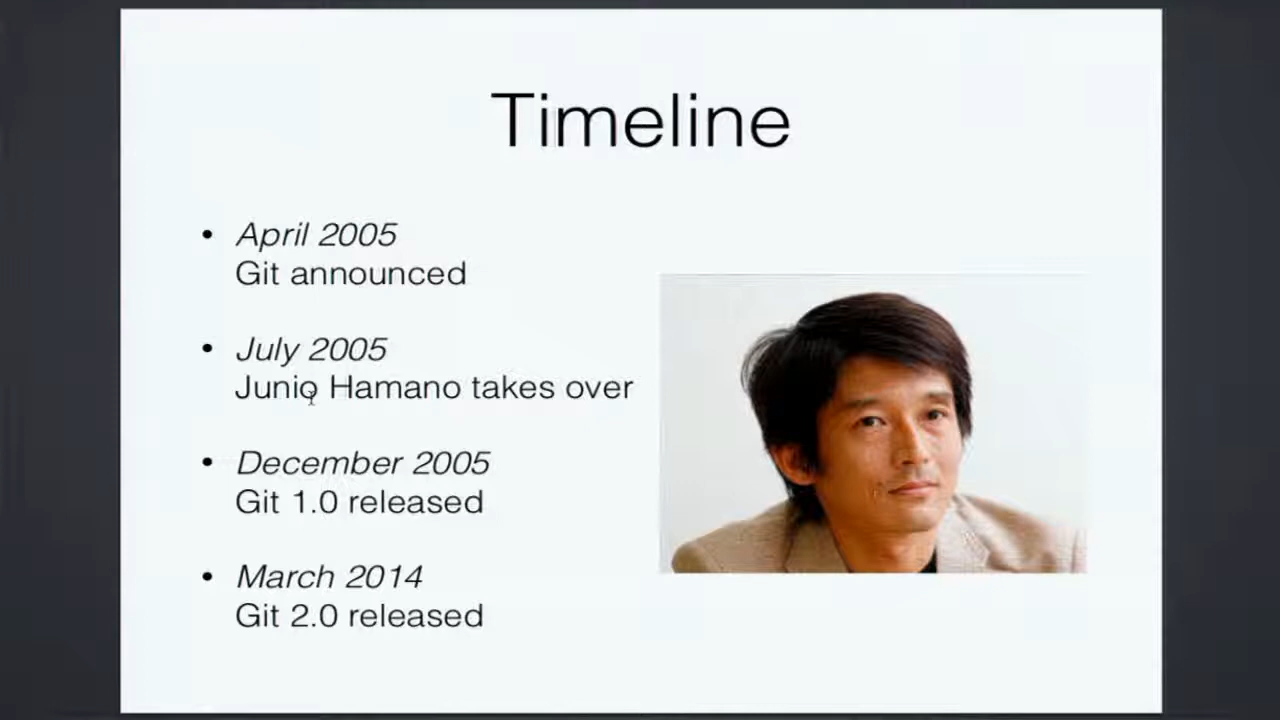 Timeline
• April 2005
Git announced
• July 2005
Junio Hamano takes over
• December 2005
Git 1.0 released
• March 2014
Git 2.0 released